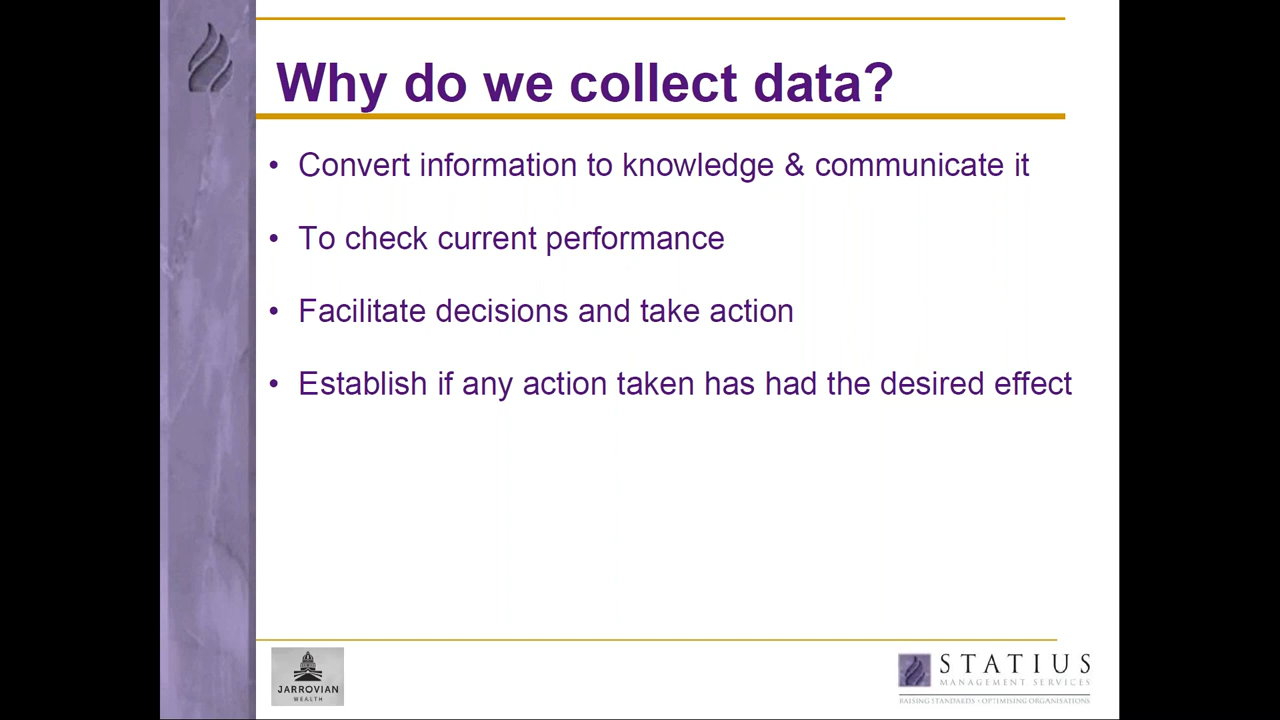 Why do we collect data?
• Convert information to knowledge & communicate it
• To check current performance
• Facilitate decisions and take action
• Establish if any action taken has had the desired effect
JARROVIAN
WEALTH
STATIUS
MANAGEMENT SERVICES
RAISING STANDARDS • OPTIMISING ORGANISATIONS